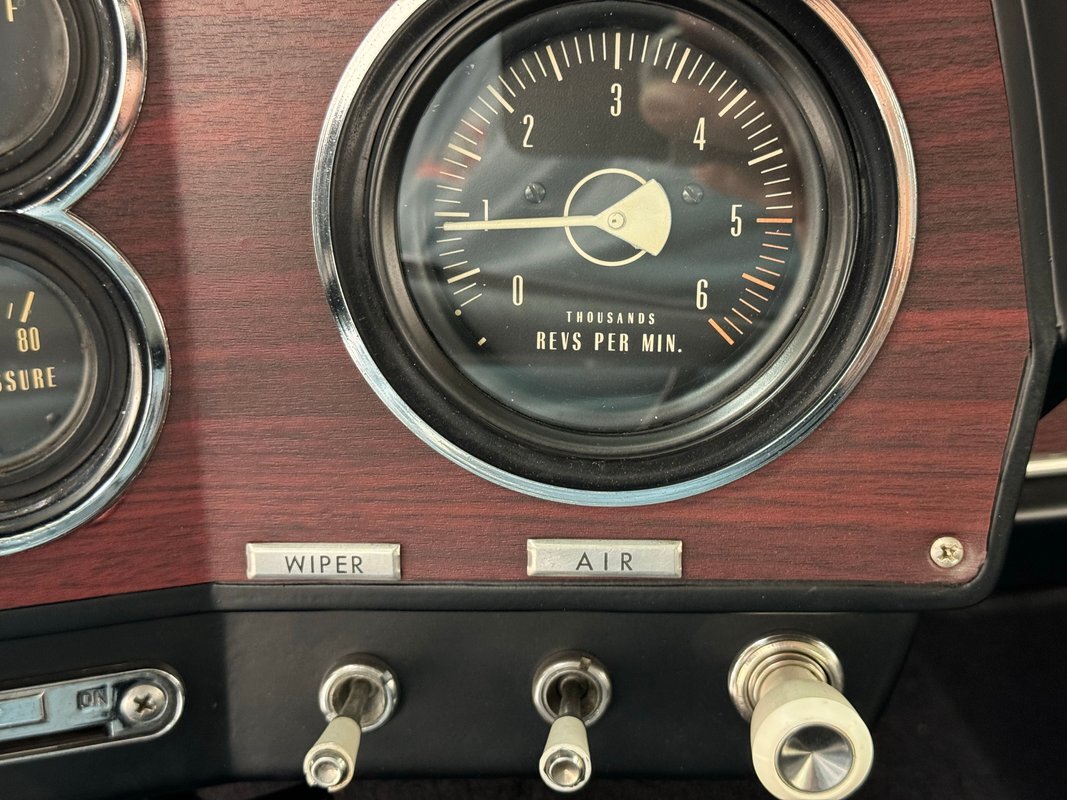 F
80
SSURE
0
1
2
3
4
5
6
THOUSANDS
REVS PER MIN.
WIPER
AIR
ON